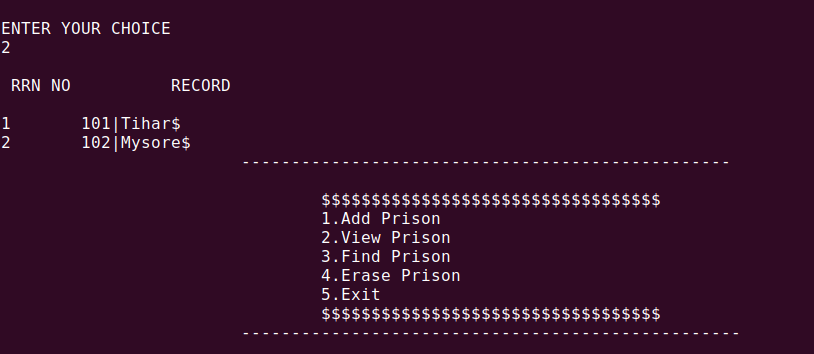 ENTER YOUR CHOICE
2
RRN NO RECORD
1 101|Tihar$
2 102|Mysore$
-------------------------------------------------
$$$$$$$$$$$$$$$$$$$$$$$$$$$$$$$$$$
1.Add Prison
2.View Prison
3.Find Prison
4.Erase Prison
5.Exit
$$$$$$$$$$$$$$$$$$$$$$$$$$$$$$$$$$
--------------------------------------------------